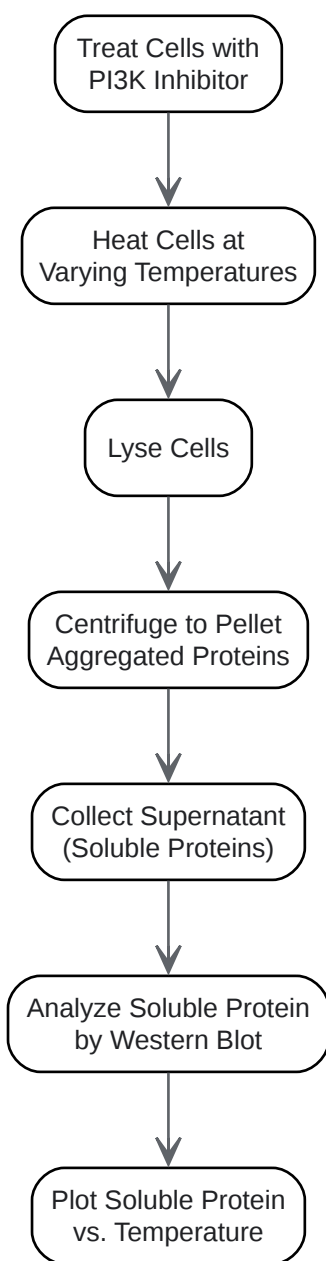 Treat Cells with
PI3K Inhibitor
Heat Cells at
Varying Temperatures
Lyse Cells
Centrifuge to Pellet
Aggregated Proteins
Collect Supernatant
(Soluble Proteins)
Analyze Soluble Protein
by Western Blot
Plot Soluble Protein
vs. Temperature